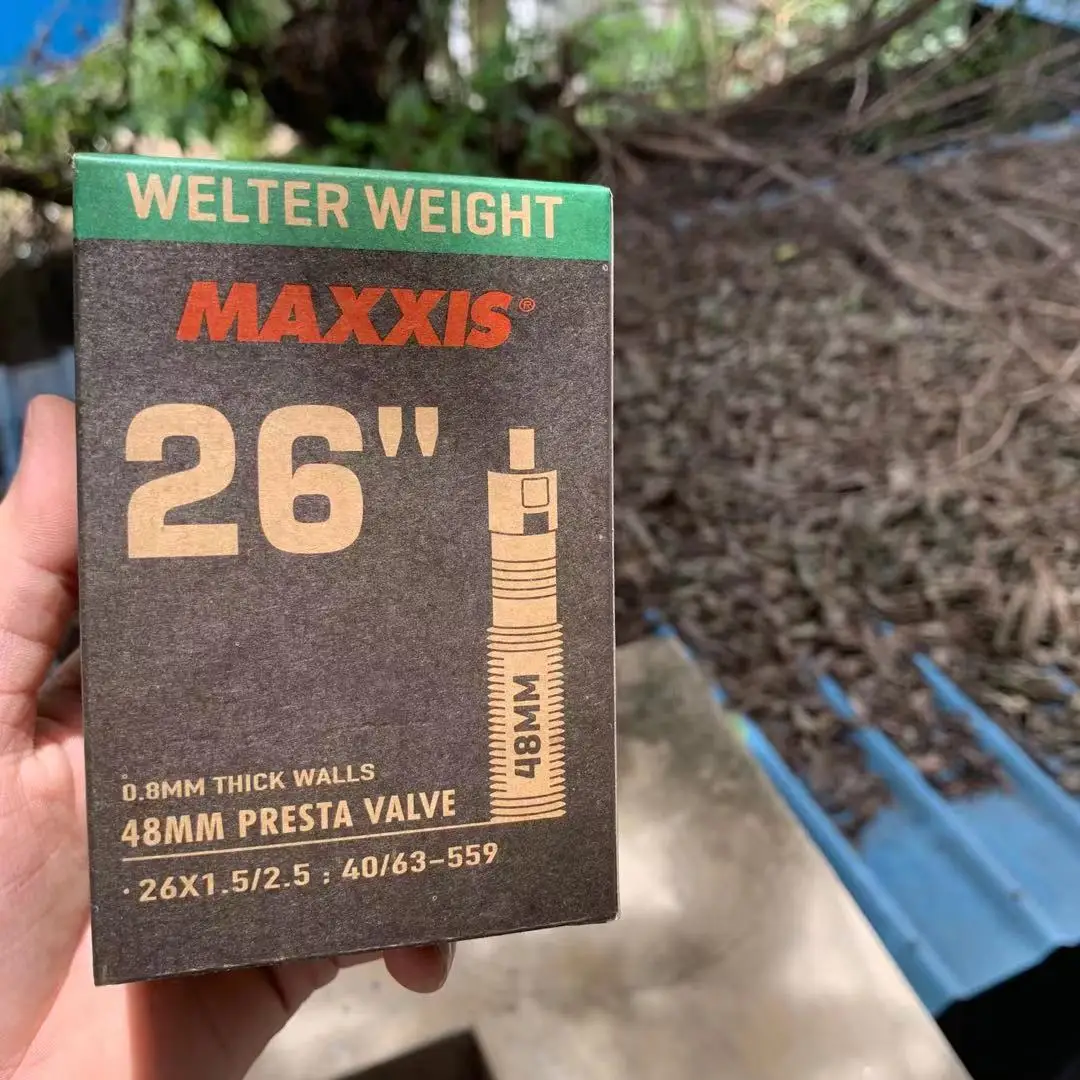 WELTER WEIGHT
MAXXIS®
26"
48MM
0.8MM THICK WALLS
48MM PRESTA VALVE
· 26X1.5/2.5 : 40/63-559